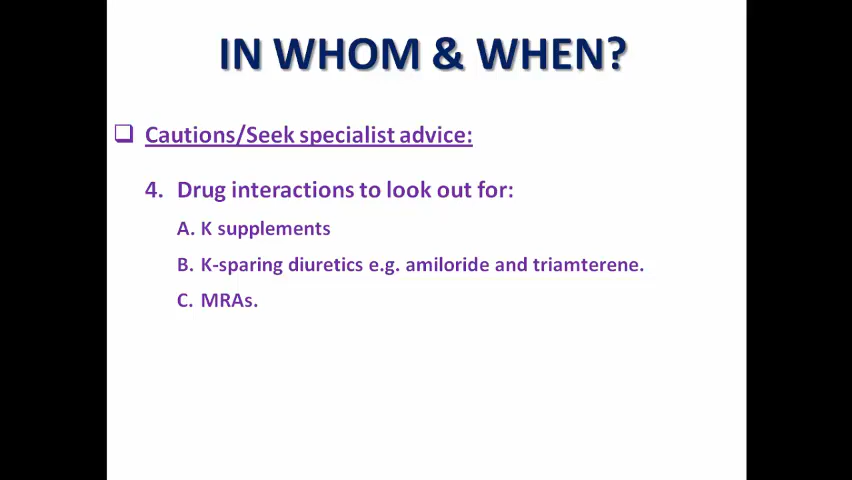 IN WHOM & WHEN?
Cautions/Seek specialist advice:
4. Drug interactions to look out for:
A. K supplements
B. K-sparing diuretics e.g. amiloride and triamterene.
C. MRAs.